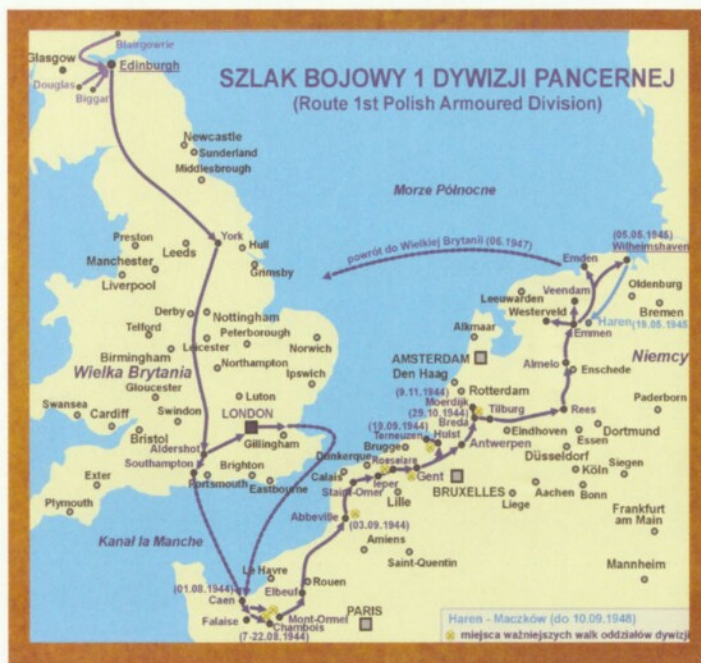 SZLAK BOJOWY 1 DYWIZJI PANCERNEJ
(Route 1st Polish Armoured Division)
Blairgowrie
Glasgow
Edinburgh
Douglas
Biggar
Newcastle
Sunderland
Middlesbrough
Morze Północne
York
Preston
Leeds
Hull
Manchester
Grimsby
Liverpool
powrót do Wielkiej Brytanii (06.1947)
(05.05.1945)
Wilhelmshaven
Emden
Oldenburg
Veendam
Leeuwarden
Bremen
Westerveld
Emmen
Haren (19.05.1945
Derby
Nottingham
Telford
Peterborough
Leicester
Norwich
Birmingham
Northampton
Alkmaar
AMSTERDAM
Almelo
Niemcy
Wielka Brytania
Ipswich
Den Haag
Enschede
Gloucester
Luton
(9.11.1944)
Rotterdam
Swansea
Swindon
LONDON
Moerdijk
Paderborn
Cardiff
(29.10.1944)
Tilburg
Rees
Bristol
Gillingham
(19.09.1944)
Breda
Aldershot
Terneuzen
Hulst
Eindhoven
Dortmund
Southampton
Brugge
Antwerpen
Essen
Exter
Brighton
Dunkerque
Roeselare
Düsseldorf
Portsmouth
Calais
Ieper
Gent
Köln
Siegen
Plymouth
Eastbourne
Staint-Omer
Lille
BRUXELLES
Aachen
Bonn
Liege
Abbeville
(03.09.1944)
Frankfurt
am Main
Kanał la Manche
Amiens
Saint-Quentin
Le Havre
Mannheim
(01.08.1944)
Rouen
Elbeuf
Caen
Falaise
Mont-Ormel
PARIS
Chambois
(7-22.08.1944)
Haren - Maczków (do 10.09.1948)
miejsca ważniejszych walk oddziałów dywizji